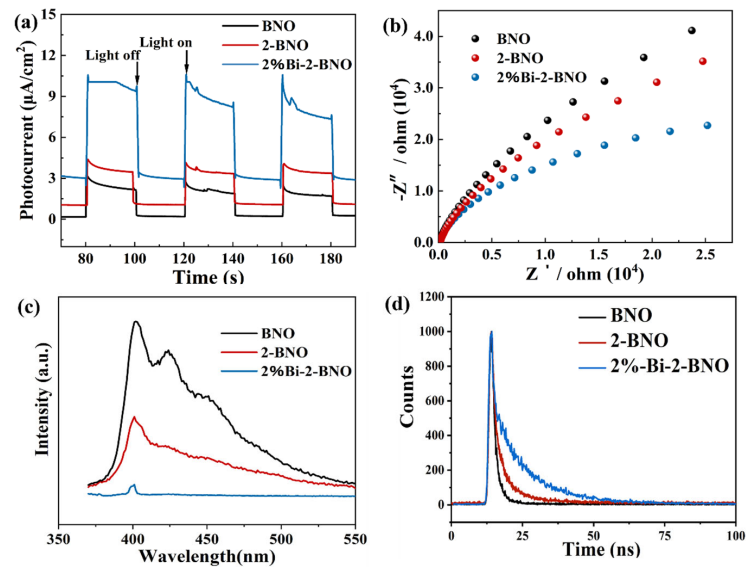 (a)
BNO
2-BNO
2%Bi-2-BNO
Light off
Light on
Photocurrent (μA/cm²)
15
12
9
6
3
0
60 80 100 120 140 160 180
Time (s)
(b)
BNO
2-BNO
2%Bi-2-BNO
-Z″ / ohm (10⁴)
4.0
3.0
2.0
1.0
0.0
0.0 0.5 1.0 1.5 2.0 2.5
Z ' / ohm (10⁴)
(c)
BNO
2-BNO
2%Bi-2-BNO
Intensity (a.u.)
350 400 450 500 550
Wavelength(nm)
(d)
BNO
2-BNO
2%-Bi-2-BNO
Counts
1200
1000
800
600
400
200
0
0 25 50 75 100
Time (ns)